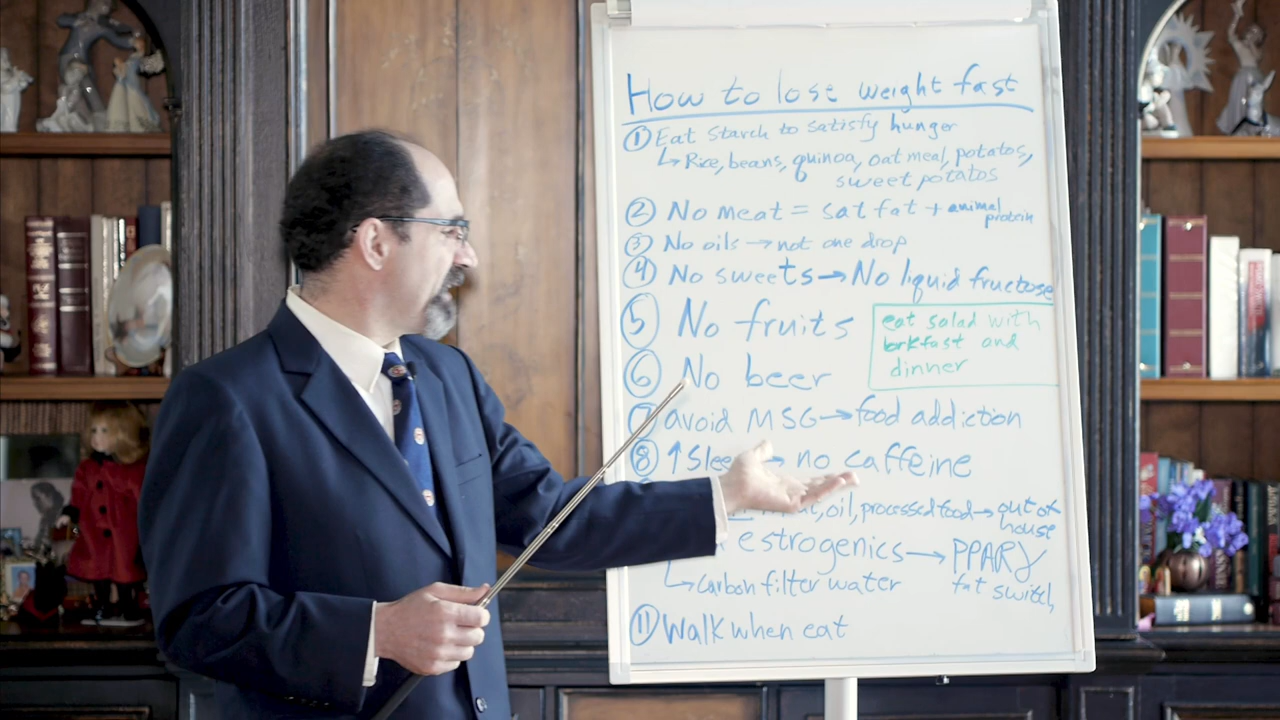 How to lose weight fast
① Eat starch to satisfy hunger
↳ Rice, beans, quinoa, oat meal, potatos,
sweet potatos
② No meat = sat fat + animal
protein
③ No oils → not one drop
④ No sweets → No liquid fructose
⑤ No fruits
eat salad with
brkfast and
dinner
⑥ No beer
⑦ avoid MSG → food addiction
⑧ ↑ → no caffeine
oil, processed food → out of
house
estrogenics → PPARγ
↳ Carbon filter water
fat switch
⑪ Walk when eat